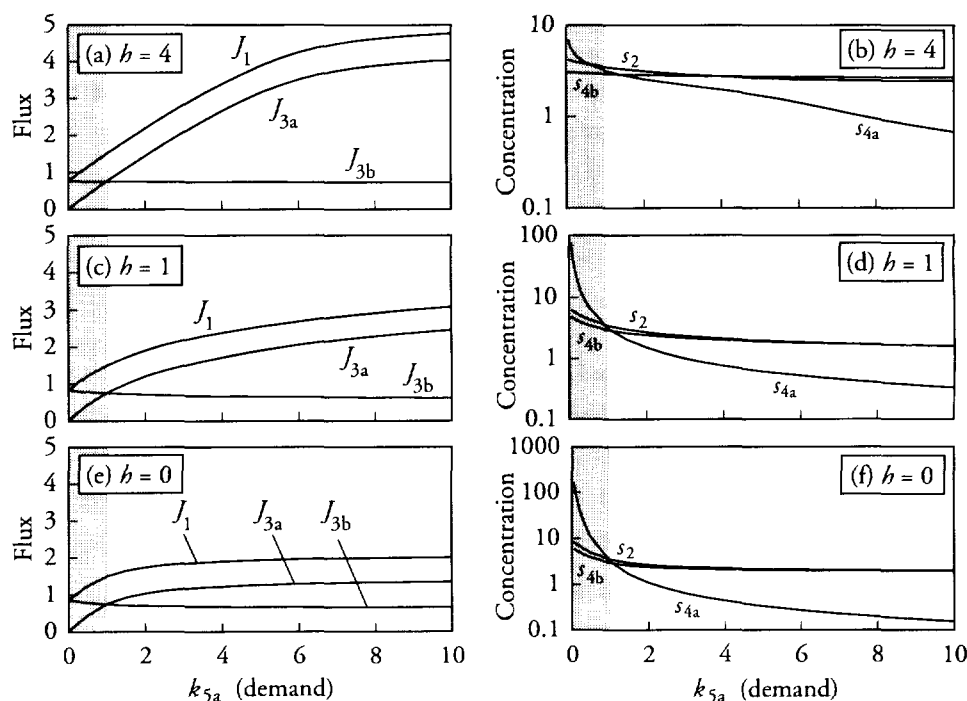 5
4
3
2
1
0
Flux
(a) h = 4
J1
J3a
J3b
10
1
0.1
Concentration
(b) h = 4
s2
s4b
s4a
5
4
3
2
1
0
Flux
(c) h = 1
J1
J3a
J3b
100
10
1
0.1
Concentration
(d) h = 1
s2
s4b
s4a
5
4
3
2
1
0
Flux
(e) h = 0
J1
J3a
J3b
0 2 4 6 8 10
k5a (demand)
1000
100
10
1
0.1
Concentration
(f) h = 0
s2
s4b
s4a
0 2 4 6 8 10
k5a (demand)